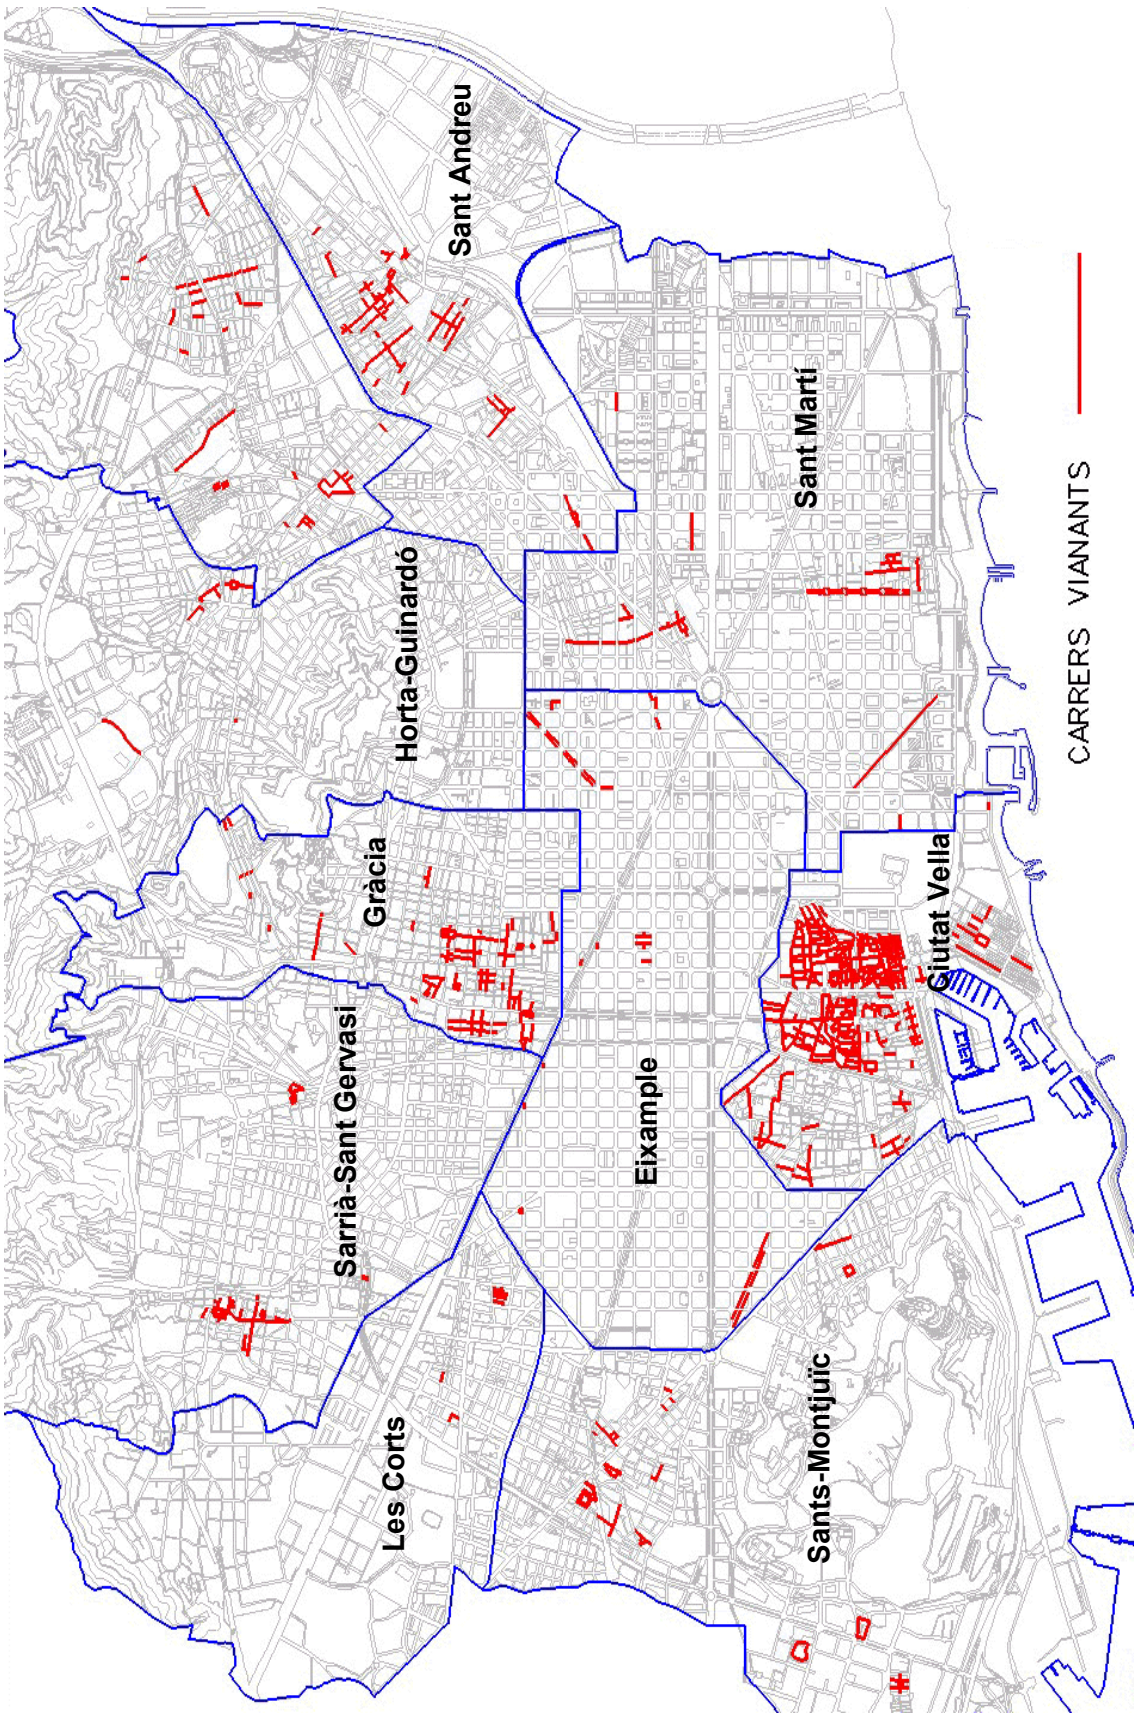 Sant Andreu
Sant Martí
Horta-Guinardó
Gràcia
Ciutat Vella
Sarrià-Sant Gervasi
Eixample
Les Corts
Sants-Montjuïc
CARRERS VIANANTS